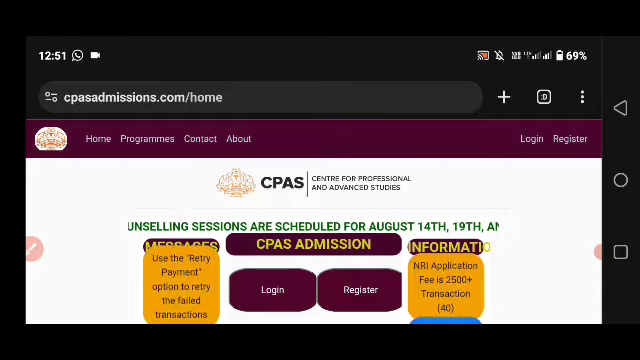 12:51
69%
cpasadmissions.com/home
:D
Home Programmes Contact About Login Register
CPAS
CENTRE FOR PROFESSIONAL
AND ADVANCED STUDIES
UNSELLING SESSIONS ARE SCHEDULED FOR AUGUST 14TH, 19TH, AN
MESSAGES
CPAS ADMISSION
INFORMATIO
Use the "Retry
Payment"
option to retry
the failed
transactions
Login
Register
NRI Application
Fee is 2500+
Transaction
(40)